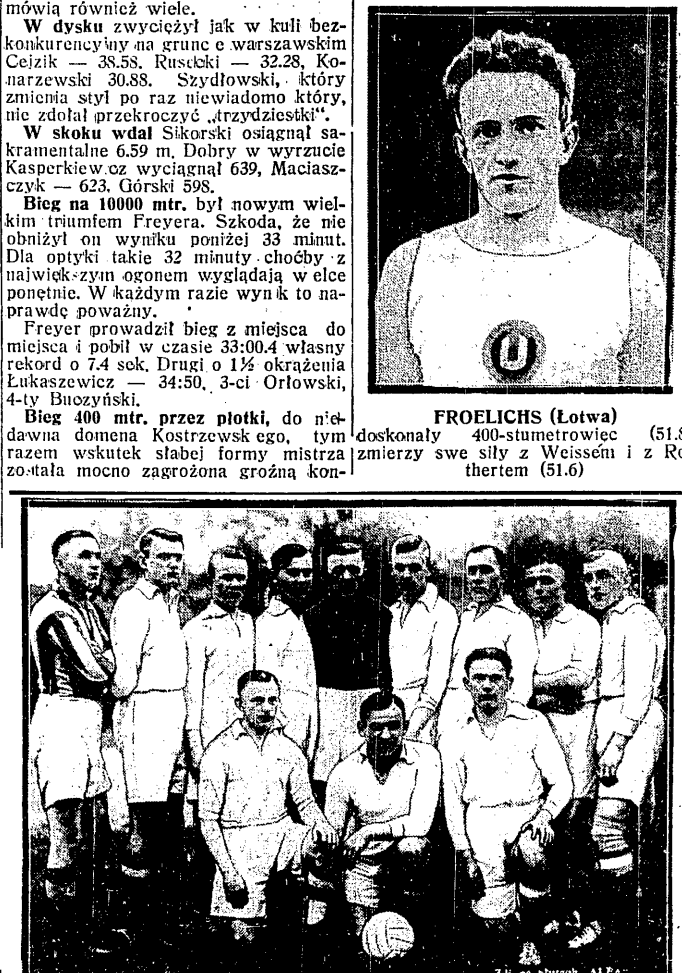 mówią również wiele.
W dysku zwyciężył jak w kuli bez-
konkurencyjny na grunc e warszawskim
Cejzik — 38.58. Rusecki — 32.28, Ko-
narzewski 30.88. Szydłowski, który
zmienia styl po raz niewiadomo który,
nie zdołał przekroczyć „trzydziestki“.
W skoku wdal Sikorski osiągnął sa-
kramentalne 6.59 m. Dobry w wyrzucie
Kasperkiew.cz wyciągnął 639, Maciasz-
czyk — 623. Górski 598.
Bieg na 10000 mtr. był nowym wiel-
kim triumfem Freyera. Szkoda, że nie
obniżył on wyniku poniżej 33 minut.
Dla optyki takie 32 minuty choćby z
największym ogonem wyglądają w elce
ponętnie. W każdym razie wynik to na-
prawdę poważny.
Freyer prowadził bieg z miejsca do
miejsca i pobił w czasie 33:00.4 własny
rekord o 7.4 sek. Drugi o 1½ okrążenia
Łukaszewicz — 34:50, 3-ci Orłowski,
4-ty Buczyński.
Bieg 400 mtr. przez płotki, do nie-
dawna domena Kostrzewsk ego, tym
razem wskutek słabej formy mistrza
została mocno zagrożona groźną kon-
U
FROELICHS (Łotwa)
doskonały 400-stumetrowiec (51.8
zmierzy swe siły z Weissem i z Ro
thertem (51.6)